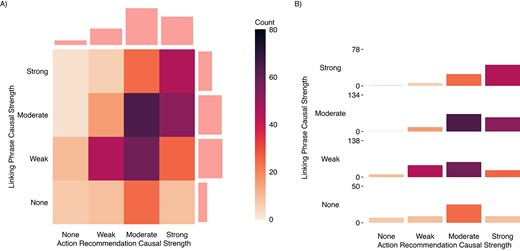 A)
Count
80
60
40
20
0
Linking Phrase Causal Strength
Strong
Moderate
Weak
None
None Weak Moderate Strong
Action Recommendation Causal Strength
B)
Linking Phrase Causal Strength
78
Strong
0
134
Moderate
0
138
Weak
0
50
None
0
None Weak Moderate Strong
Action Recommendation Causal Strength